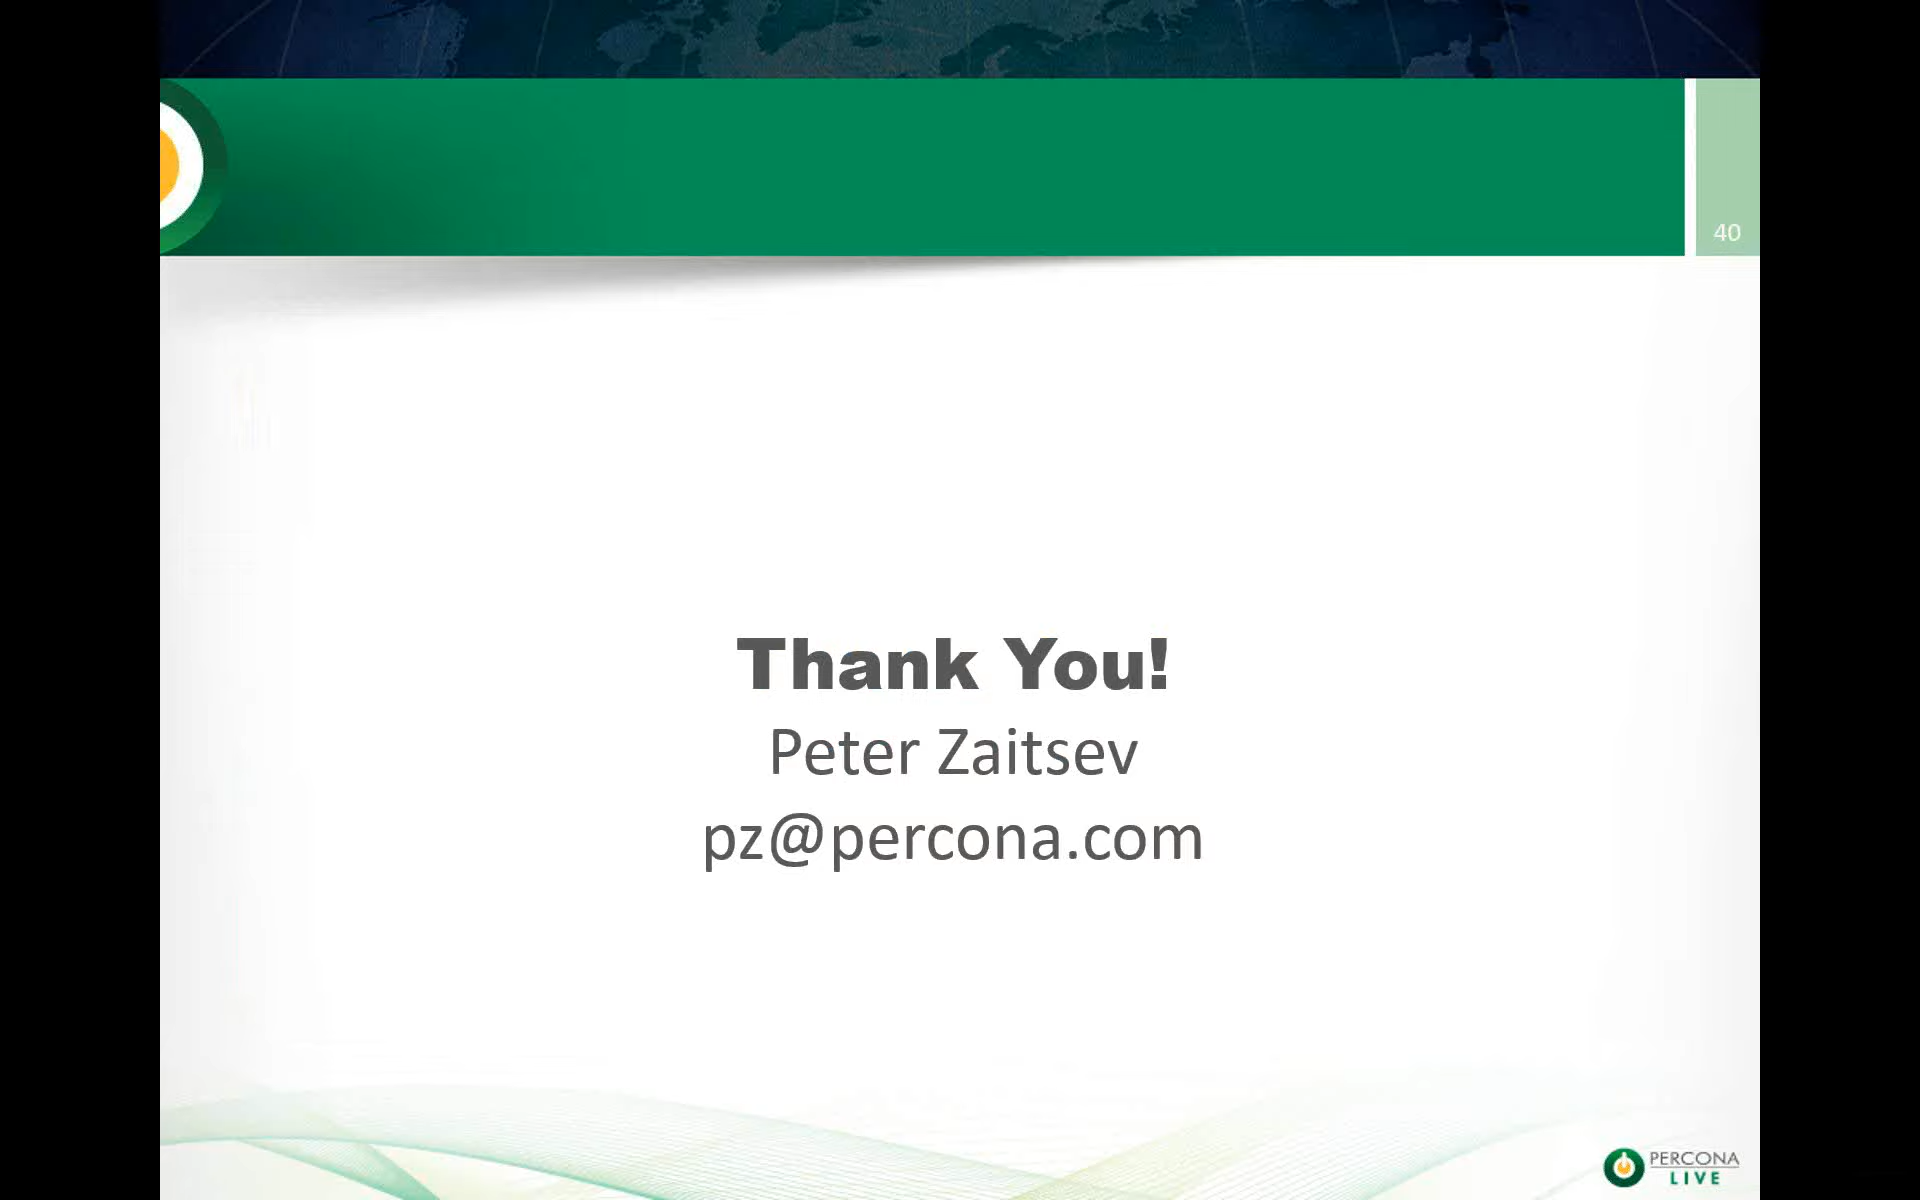 40
Thank You!
Peter Zaitsev
pz@percona.com
PERCONA
LIVE